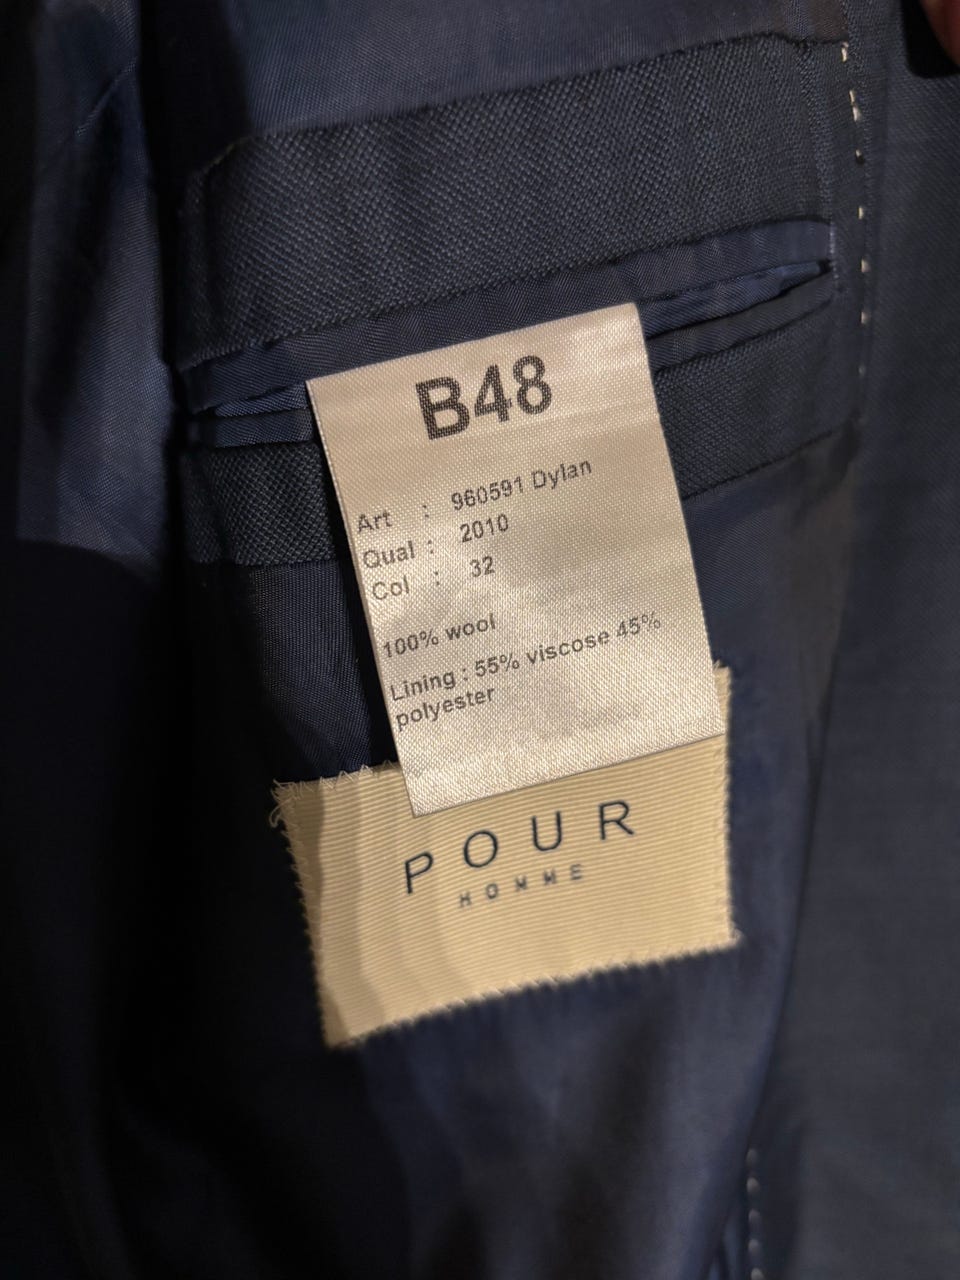 B48
Art : 960591 Dylan
Qual : 2010
Col : 32
100% wool
Lining : 55% viscose 45%
polyester
POUR
HOMME